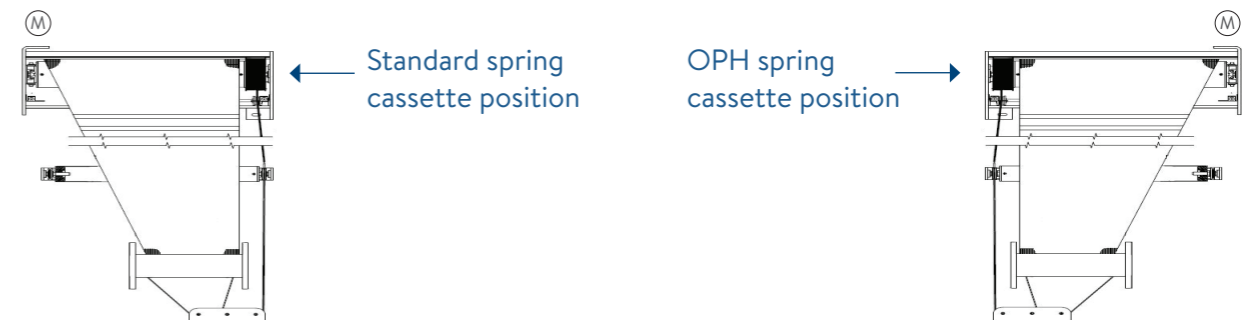 M
M
Standard spring
cassette position
OPH spring
cassette position